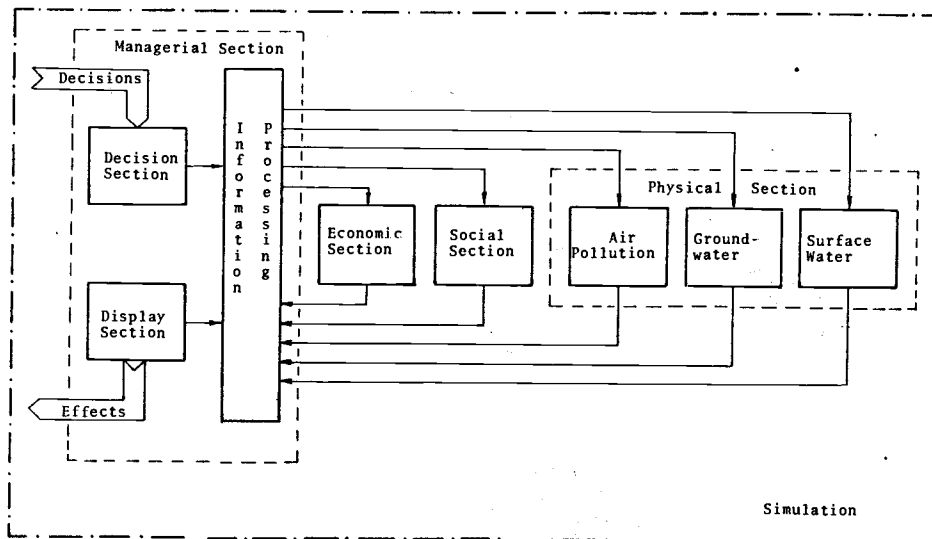 Managerial Section
Decisions
Decision
Section
Information
Processing
Display
Section
Effects
Economic
Section
Social
Section
Physical Section
Air
Pollution
Ground-
water
Surface
Water
Simulation